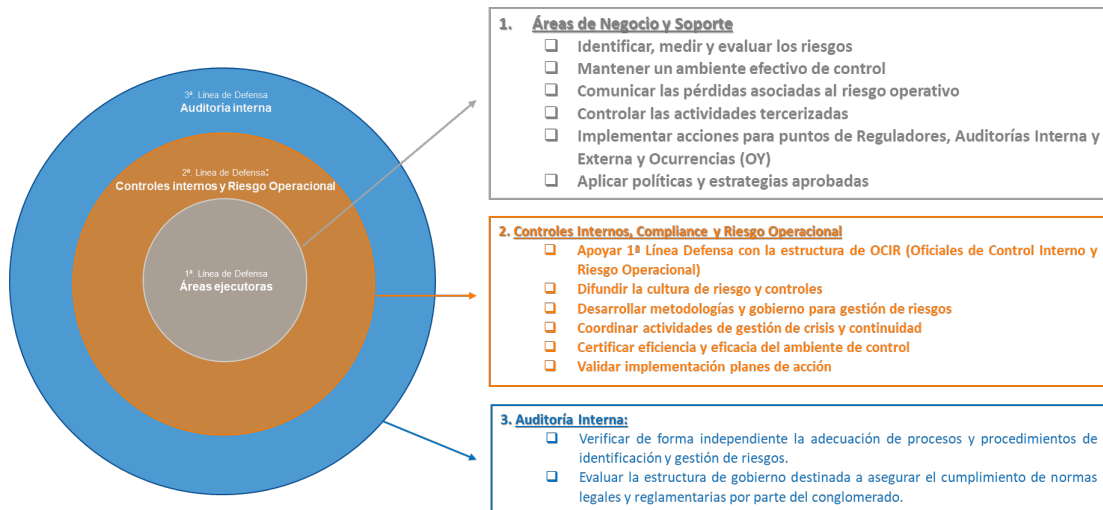 3ª. Línea de Defensa
Auditoría interna
2ª. Línea de Defensa:
Controles internos y Riesgo Operacional
1ª. Línea de Defensa
Áreas ejecutoras
1. Áreas de Negocio y Soporte
❑ Identificar, medir y evaluar los riesgos
❑ Mantener un ambiente efectivo de control
❑ Comunicar las pérdidas asociadas al riesgo operativo
❑ Controlar las actividades tercerizadas
❑ Implementar acciones para puntos de Reguladores, Auditorías Interna y
Externa y Ocurrencias (OY)
❑ Aplicar políticas y estrategias aprobadas
2. Controles Internos, Compliance y Riesgo Operacional
❑ Apoyar 1ª Línea Defensa con la estructura de OCIR (Oficiales de Control Interno y
Riesgo Operacional)
❑ Difundir la cultura de riesgo y controles
❑ Desarrollar metodologías y gobierno para gestión de riesgos
❑ Coordinar actividades de gestión de crisis y continuidad
❑ Certificar eficiencia y eficacia del ambiente de control
❑ Validar implementación planes de acción
3. Auditoría Interna:
❑ Verificar de forma independiente la adecuación de procesos y procedimientos de
identificación y gestión de riesgos.
❑ Evaluar la estructura de gobierno destinada a asegurar el cumplimiento de normas
legales y reglamentarias por parte del conglomerado.